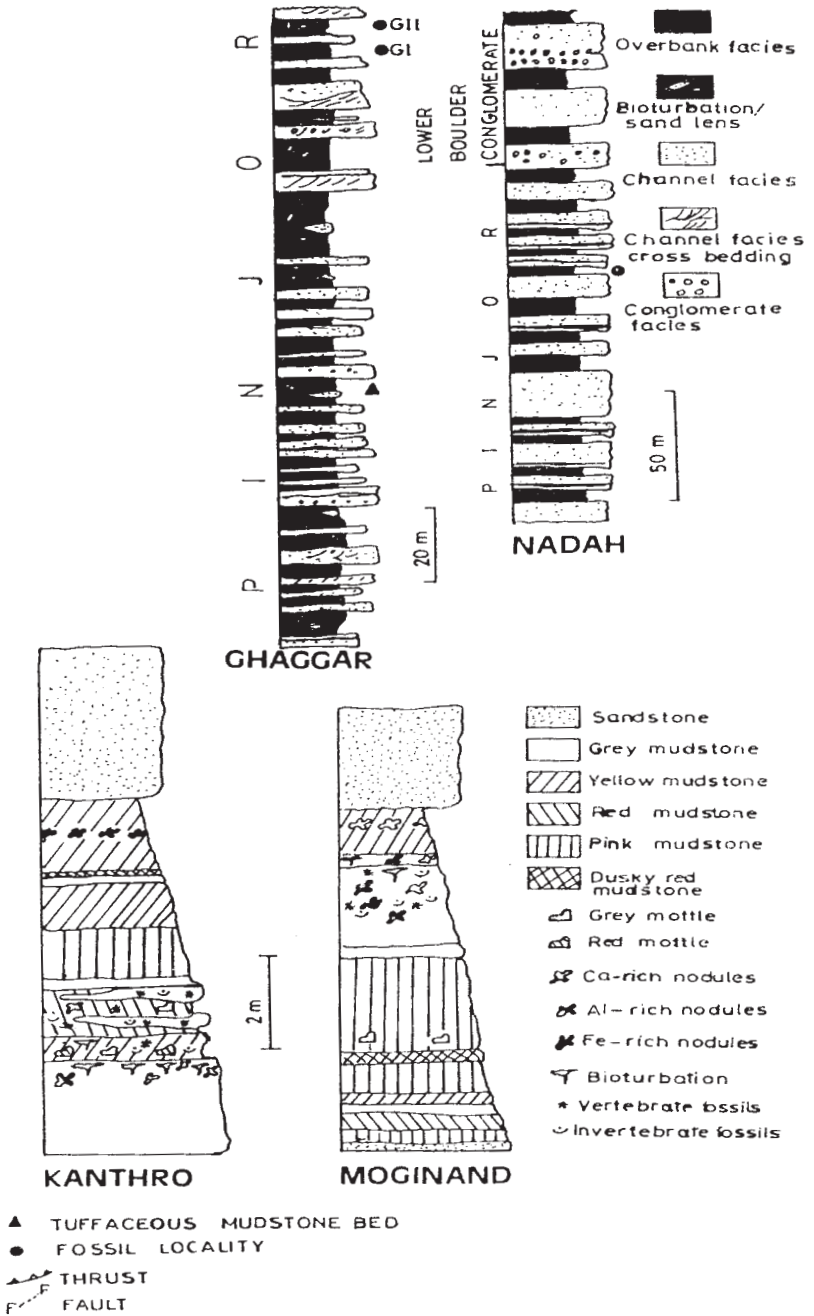 GII
GI
R
O
J
N
I
P
20 m
GHAGGAR
LOWER
BOULDER
CONGLOMERATE
R
O
J
N
I
P
50 m
NADAH
Overbank facies
Bioturbation/
sand lens
Channel facies
Channel facies
cross bedding
Conglomerate
facies
2 m
KANTHRO
MOGINAND
Sandstone
Grey mudstone
Yellow mudstone
Red mudstone
Pink mudstone
Dusky red
mudstone
Grey mottle
Red mottle
Ca-rich nodules
Al-rich nodules
Fe-rich nodules
Bioturbation
Vertebrate fossils
Invertebrate fossils
TUFFACEOUS MUDSTONE BED
FOSSIL LOCALITY
THRUST
F F FAULT